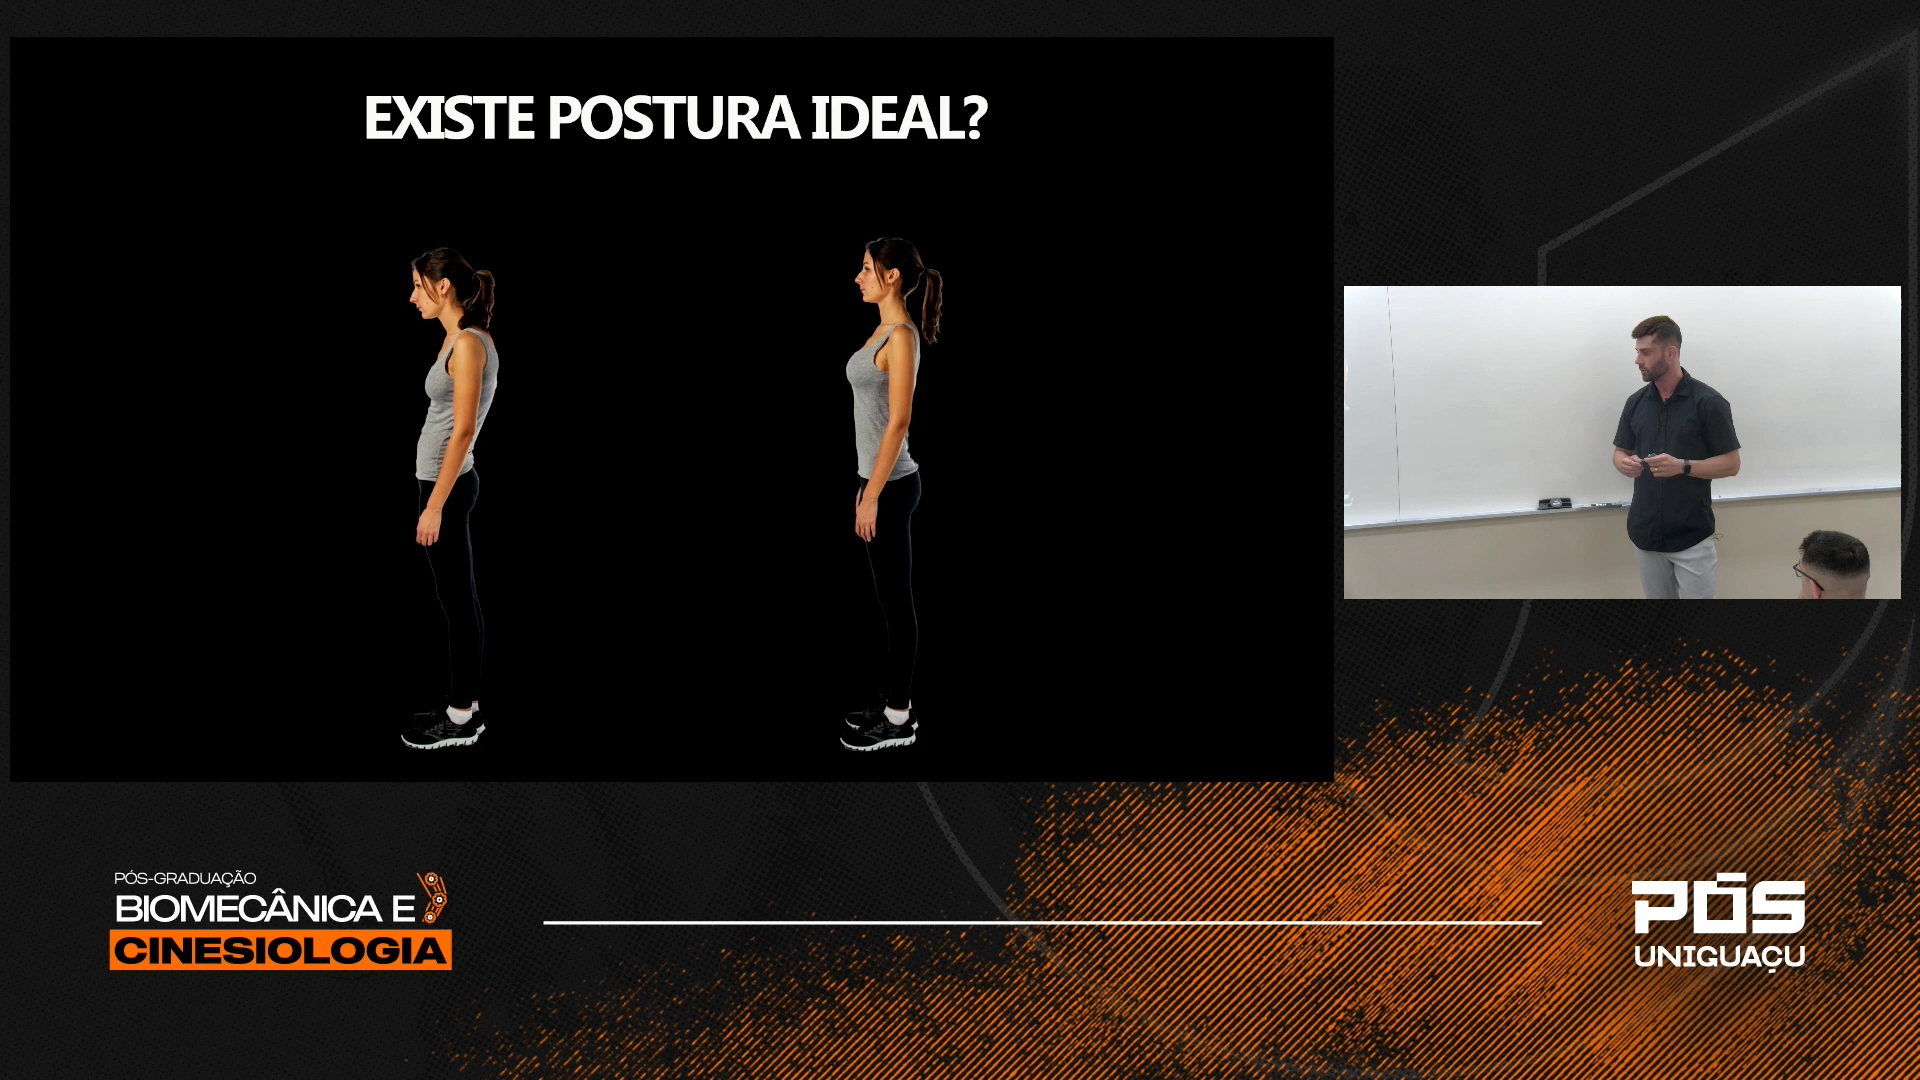 EXISTE POSTURA IDEAL?
PÓS-GRADUAÇÃO
BIOMECÂNICA E
CINESIOLOGIA
PÓS
UNIGUAÇU